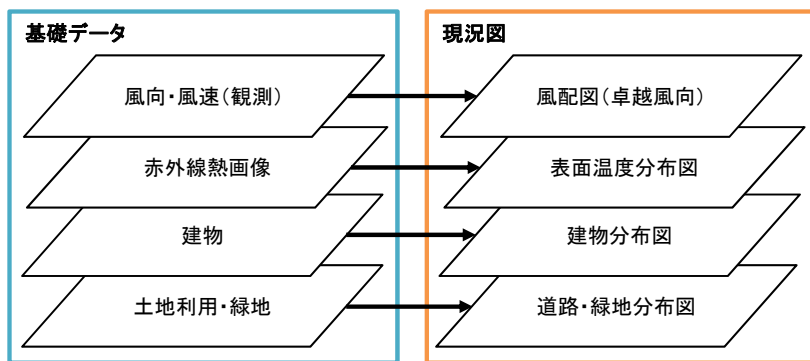 基礎データ
風向・風速(観測)
赤外線熱画像
建物
土地利用・緑地
現況図
風配図(卓越風向)
表面温度分布図
建物分布図
道路・緑地分布図